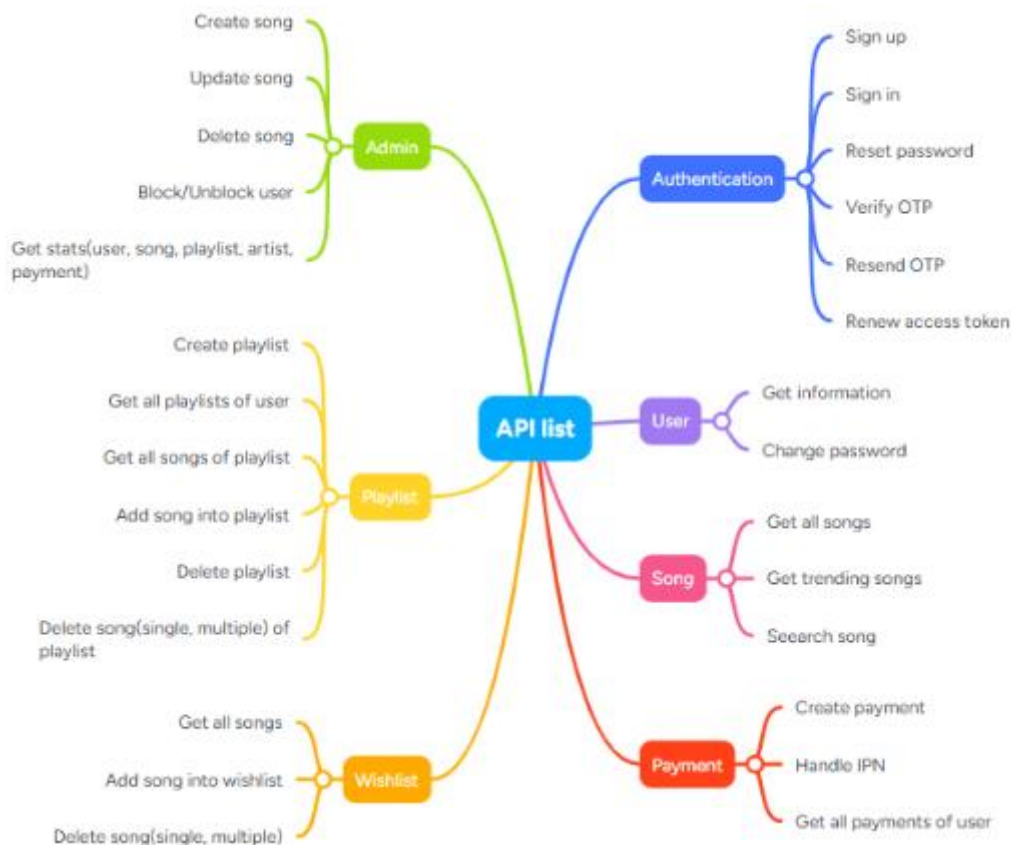 API list
Authentication
Sign up
Sign in
Reset password
Verify OTP
Resend OTP
Renew access token
User
Get information
Change password
Song
Get all songs
Get trending songs
Seearch song
Payment
Create payment
Handle IPN
Get all payments of user
Admin
Create song
Update song
Delete song
Block/Unblock user
Get stats(user, song, playlist, artist,
payment)
Playlist
Create playlist
Get all playlists of user
Get all songs of playlist
Add song into playlist
Delete playlist
Delete song(single, multiple) of
playlist
Wishlist
Get all songs
Add song into wishlist
Delete song(single, multiple)